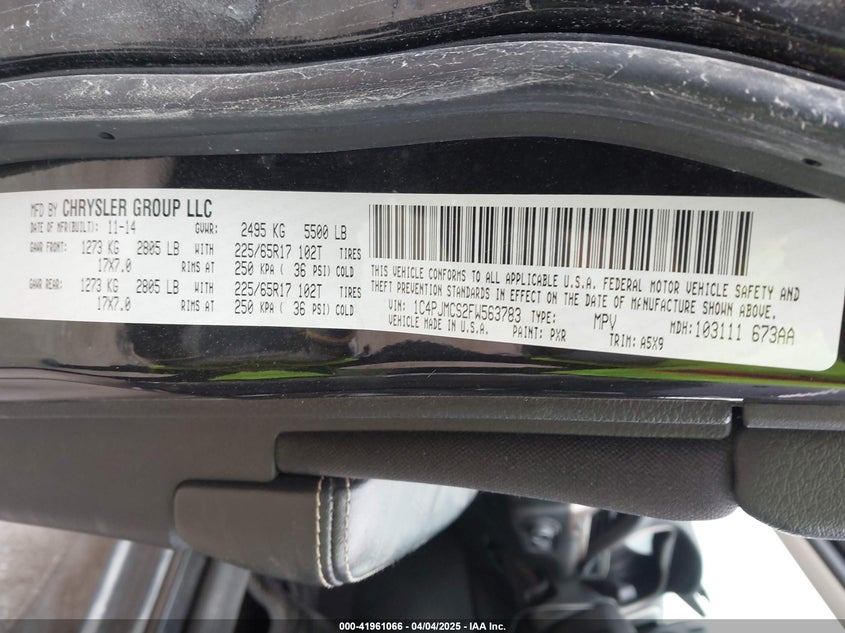 MFD BY CHRYSLER GROUP LLC
DATE OF MFR(BUILT): 11-14 GVWR: 2495 KG 5500 LB
GAWR FRONT: 1273 KG 2805 LB WITH 225/65R17 102T TIRES
17X7.0 RIMS AT 250 KPA ( 36 PSI) COLD
GAWR REAR: 1273 KG 2805 LB WITH 225/65R17 102T TIRES
17X7.0 RIMS AT 250 KPA ( 36 PSI) COLD
THIS VEHICLE CONFORMS TO ALL APPLICABLE U.S.A. FEDERAL MOTOR VEHICLE SAFETY AND
THEFT PREVENTION STANDARDS IN EFFECT ON THE DATE OF MANUFACTURE SHOWN ABOVE.
VIN: 1C4PJMCS2FW563783 TYPE: MPV MDH: 103111 673AA
VEHICLE MADE IN U.S.A. PAINT: PXR TRIM: A5X9
000-41961066 - 04/04/2025 - IAA Inc.